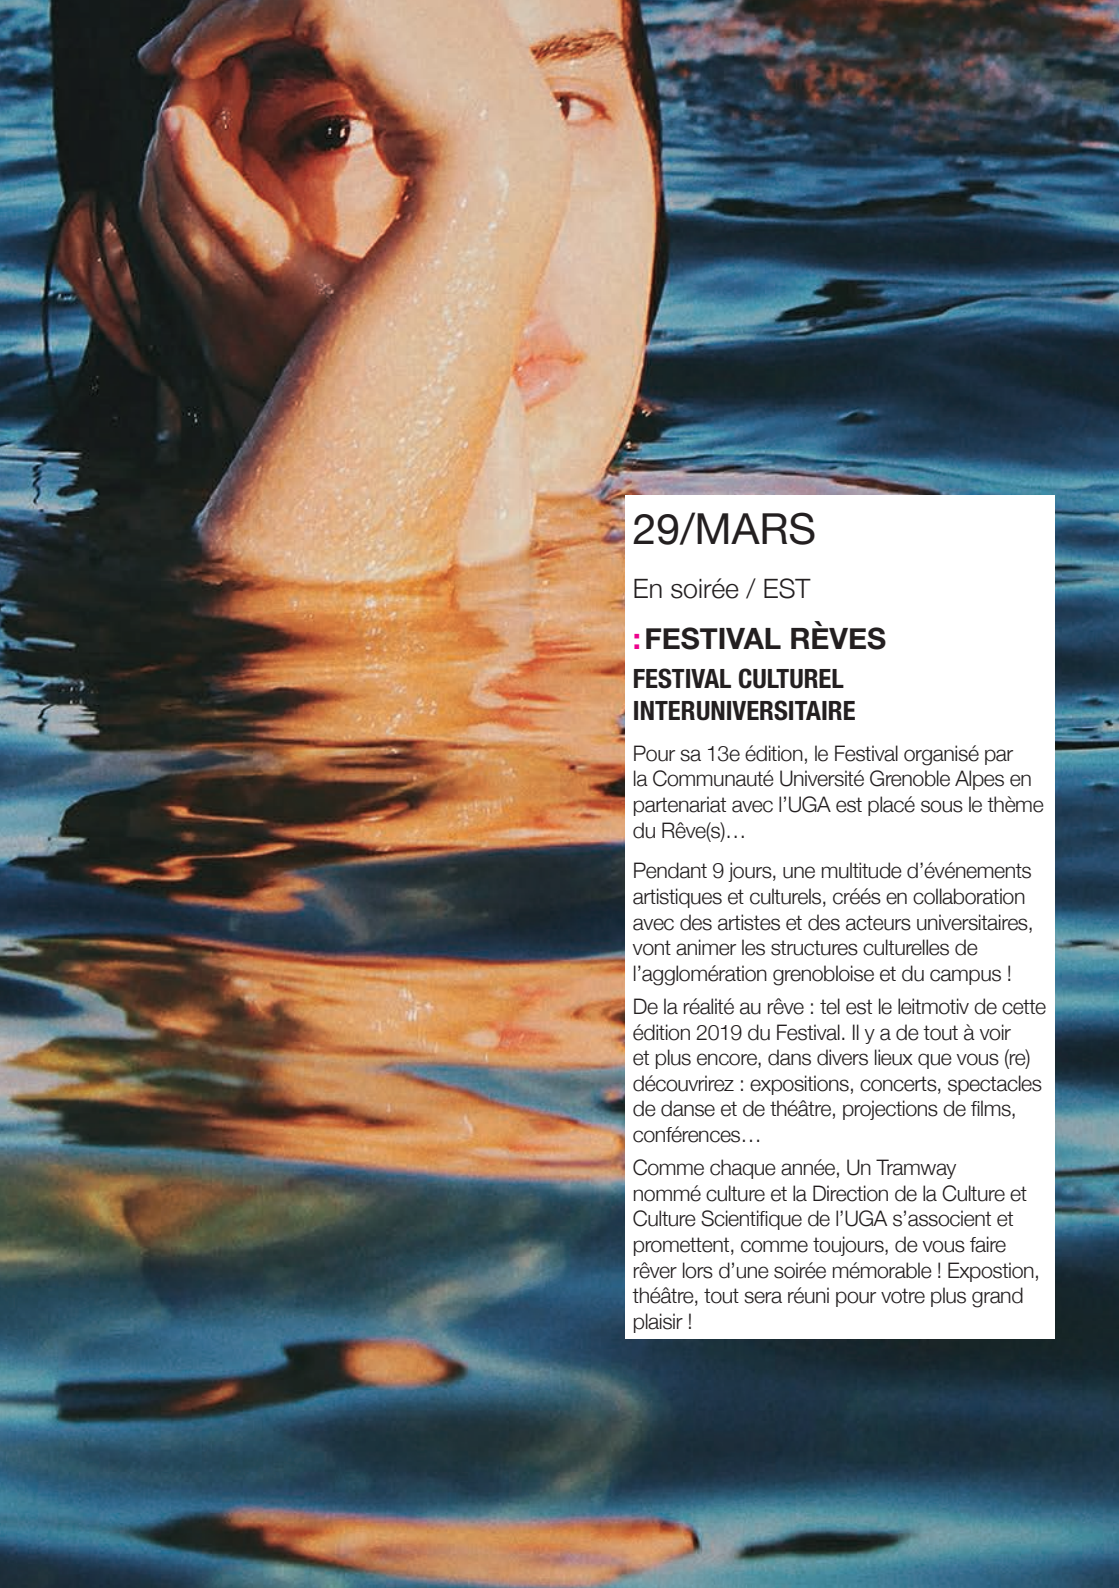 29/MARS
En soirée / EST
:FESTIVAL RÈVES
FESTIVAL CULTUREL
INTERUNIVERSITAIRE
Pour sa 13e édition, le Festival organisé par
la Communauté Université Grenoble Alpes en
partenariat avec l’UGA est placé sous le thème
du Rêve(s)…
Pendant 9 jours, une multitude d’événements
artistiques et culturels, créés en collaboration
avec des artistes et des acteurs universitaires,
vont animer les structures culturelles de
l’agglomération grenobloise et du campus !
De la réalité au rêve : tel est le leitmotiv de cette
édition 2019 du Festival. Il y a de tout à voir
et plus encore, dans divers lieux que vous (re)
découvrirez : expositions, concerts, spectacles
de danse et de théâtre, projections de films,
conférences…
Comme chaque année, Un Tramway
nommé culture et la Direction de la Culture et
Culture Scientifique de l’UGA s’associent et
promettent, comme toujours, de vous faire
rêver lors d’une soirée mémorable ! Expostion,
théâtre, tout sera réuni pour votre plus grand
plaisir !